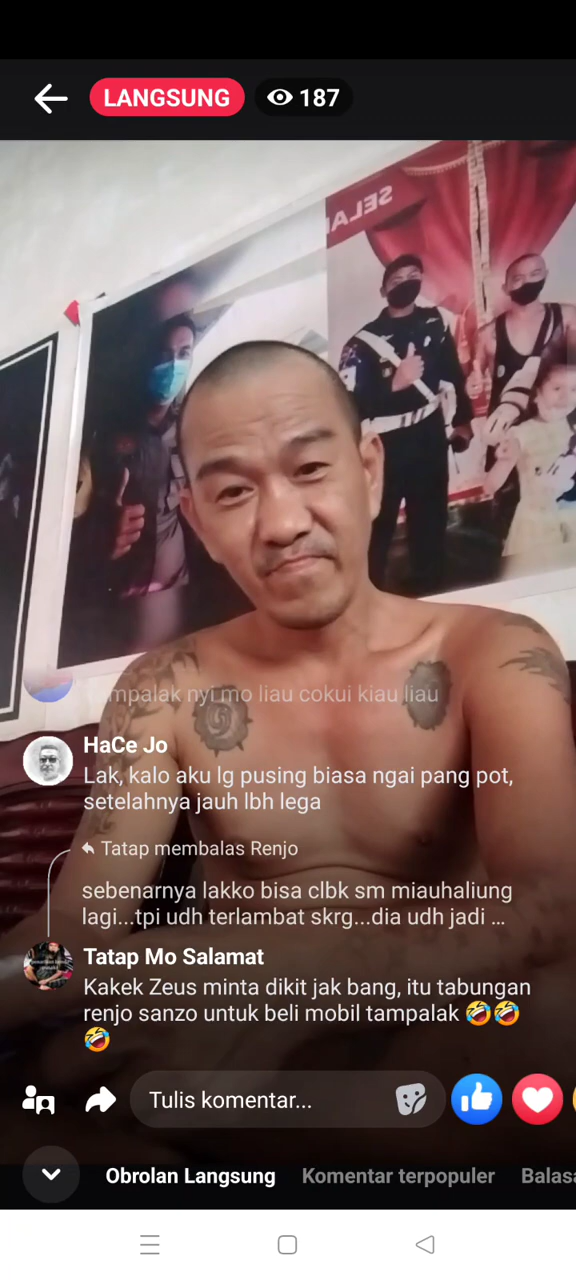 LANGSUNG
187
SELAM
mpalak nyi mo liau cokui kiau liau
HaCe Jo
Lak, kalo aku lg pusing biasa ngai pang pot,
setelahnya jauh lbh lega
Tatap membalas Renjo
sebenarnya lakko bisa clbk sm miauhaliung
lagi...tpi udh terlambat skrg...dia udh jadi ...
Tatap Mo Salamat
Kakek Zeus minta dikit jak bang, itu tabungan
renjo sanzo untuk beli mobil tampalak 🤣🤣
🤣
Tulis komentar...
Obrolan Langsung
Komentar terpopuler
Balasa